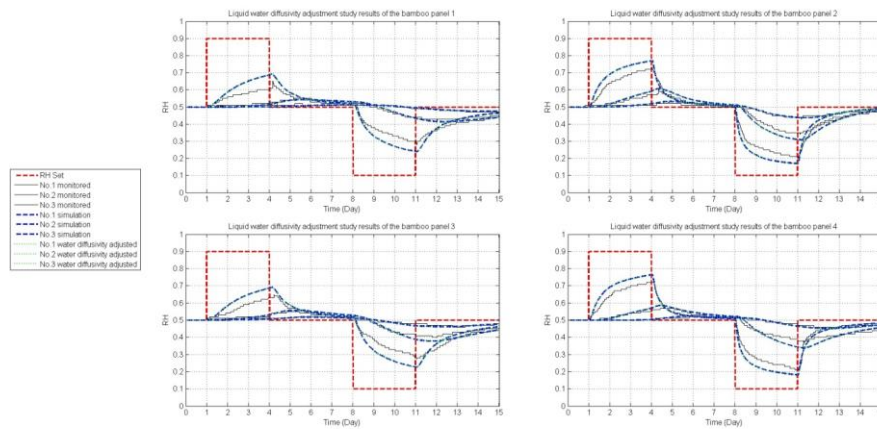 Liquid water diffusivity adjustment study results of the bamboo panel 1
1
0.9
0.8
0.7
0.6
0.5
0.4
0.3
0.2
0.1
0
RH
0 1 2 3 4 5 6 7 8 9 10 11 12 13 14 15
Time (Day)
Liquid water diffusivity adjustment study results of the bamboo panel 2
1
0.9
0.8
0.7
0.6
0.5
0.4
0.3
0.2
0.1
0
RH
0 1 2 3 4 5 6 7 8 9 10 11 12 13 14 15
Time (Day)
RH Set
No.1 monitored
No.2 monitored
No.3 monitored
No.1 simulation
No.2 simulation
No.3 simulation
No.1 water diffusivity adjusted
No.2 water diffusivity adjusted
No.3 water diffusivity adjusted
Liquid water diffusivity adjustment study results of the bamboo panel 3
1
0.9
0.8
0.7
0.6
0.5
0.4
0.3
0.2
0.1
0
RH
0 1 2 3 4 5 6 7 8 9 10 11 12 13 14 15
Time (Day)
Liquid water diffusivity adjustment study results of the bamboo panel 4
1
0.9
0.8
0.7
0.6
0.5
0.4
0.3
0.2
0.1
0
RH
0 1 2 3 4 5 6 7 8 9 10 11 12 13 14 15
Time (Day)